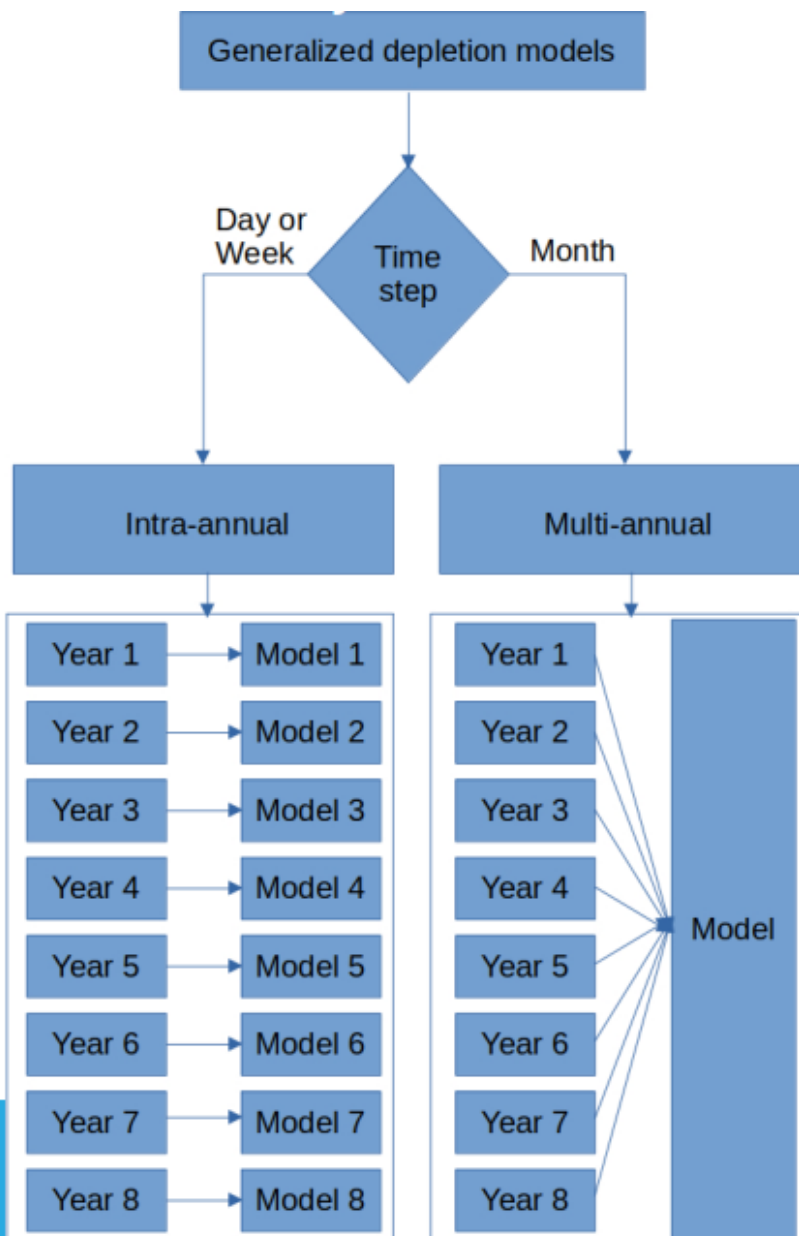 Generalized depletion models
Day or
Week
Time
step
Month
Intra-annual
Multi-annual
Year 1
Model 1
Year 2
Model 2
Year 3
Model 3
Year 4
Model 4
Year 5
Model 5
Year 6
Model 6
Year 7
Model 7
Year 8
Model 8
Year 1
Year 2
Year 3
Year 4
Year 5
Year 6
Year 7
Year 8
Model